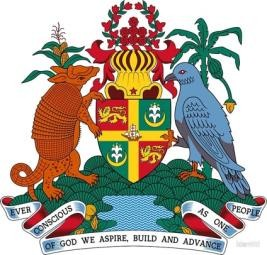 EVER CONSCIOUS OF GOD WE ASPIRE, BUILD AND ADVANCE AS ONE PEOPLE